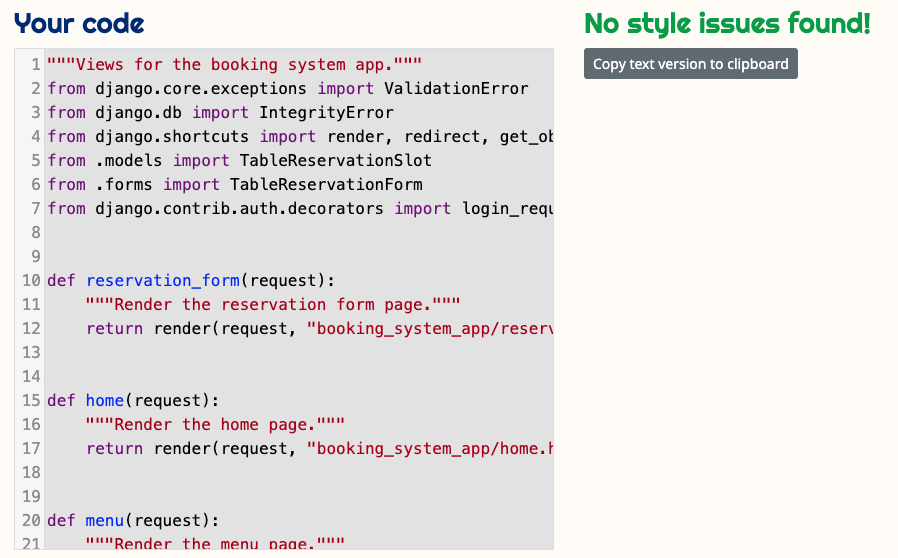 Your code
No style issues found!
Copy text version to clipboard
1 """Views for the booking system app."""
2 from django.core.exceptions import ValidationError
3 from django.db import IntegrityError
4 from django.shortcuts import render, redirect, get_ob
5 from .models import TableReservationSlot
6 from .forms import TableReservationForm
7 from django.contrib.auth.decorators import login_requ
8
9
10 def reservation_form(request):
11     """Render the reservation form page."""
12     return render(request, "booking_system_app/reserv
13
14
15 def home(request):
16     """Render the home page."""
17     return render(request, "booking_system_app/home.h
18
19
20 def menu(request):
21     """Render the menu page."""